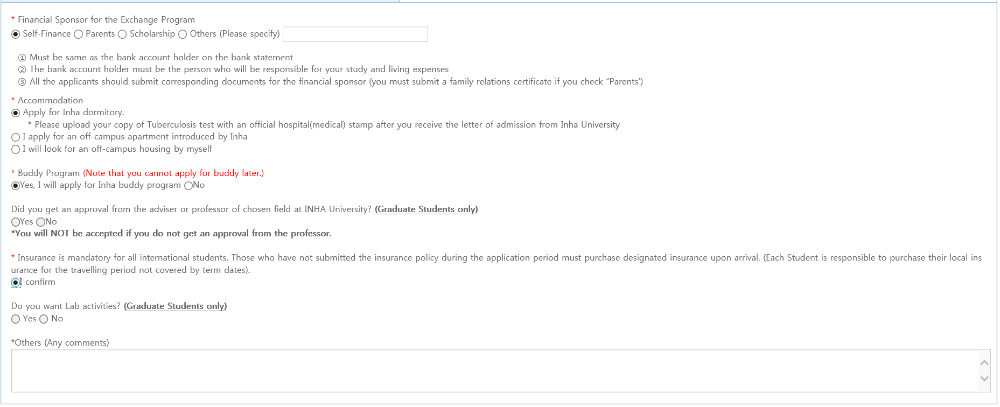 * Financial Sponsor for the Exchange Program
Self-Finance Parents Scholarship Others (Please specify)
① Must be same as the bank account holder on the bank statement
② The bank account holder must be the person who will be responsible for your study and living expenses
③ All the applicants should submit corresponding documents for the financial sponsor (you must submit a family relations certificate if you check “Parents’)
* Accommodation
Apply for Inha dormitory.
* Please upload your copy of Tuberculosis test with an official hospital(medical) stamp after you receive the letter of admission from Inha University
I apply for an off-campus apartment introduced by Inha
I will look for an off-campus housing by myself
* Buddy Program (Note that you cannot apply for buddy later.)
Yes, I will apply for Inha buddy program No
Did you get an approval from the adviser or professor of chosen field at INHA University? (Graduate Students only)
Yes No
*You will NOT be accepted if you do not get an approval from the professor.
* Insurance is mandatory for all international students. Those who have not submitted the insurance policy during the application period must purchase designated insurance upon arrival. (Each Student is responsible to purchase their local ins
urance for the travelling period not covered by term dates).
I confirm
Do you want Lab activities? (Graduate Students only)
Yes No
*Others (Any comments)